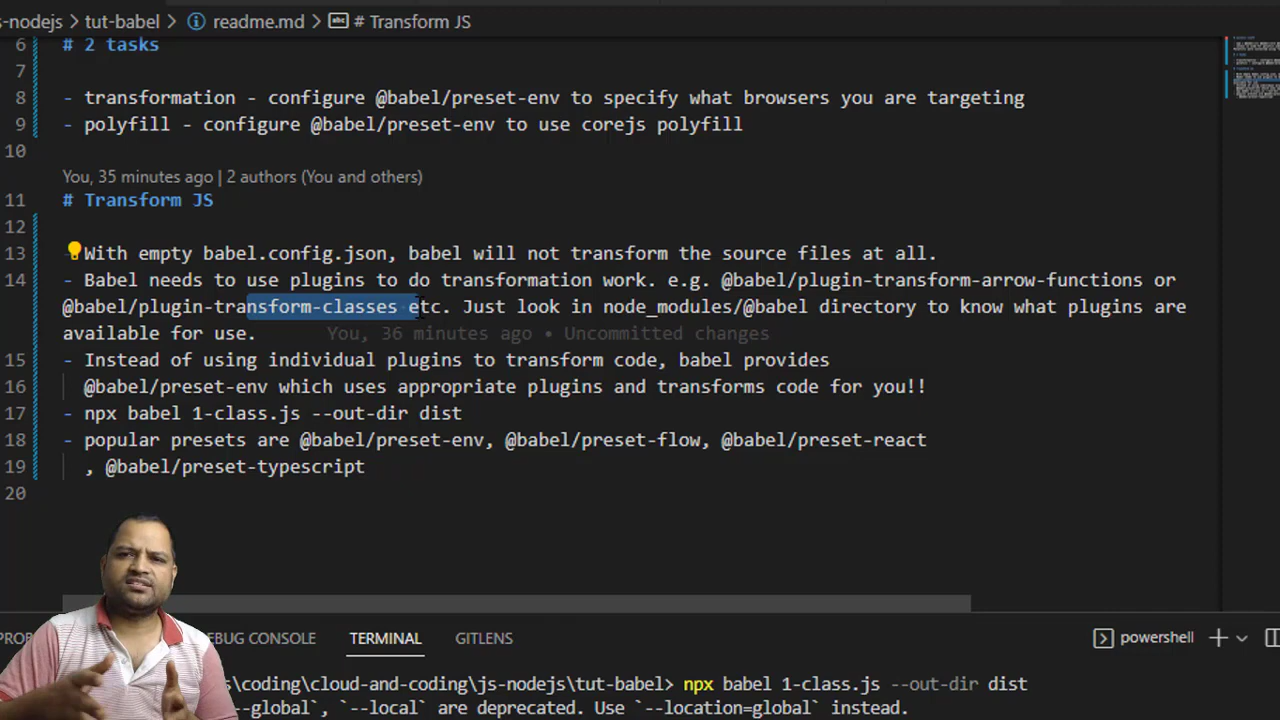 s-nodejs > tut-babel > readme.md > # Transform JS
6 # 2 tasks
7
8 - transformation - configure @babel/preset-env to specify what browsers you are targeting
9 - polyfill - configure @babel/preset-env to use corejs polyfill
10
You, 35 minutes ago | 2 authors (You and others)
11 # Transform JS
12
13 With empty babel.config.json, babel will not transform the source files at all.
14 - Babel needs to use plugins to do transformation work. e.g. @babel/plugin-transform-arrow-functions or
@babel/plugin-transform-classes etc. Just look in node_modules/@babel directory to know what plugins are
available for use. You, 36 minutes ago • Uncommitted changes
15 - Instead of using individual plugins to transform code, babel provides
16 @babel/preset-env which uses appropriate plugins and transforms code for you!!
17 - npx babel 1-class.js --out-dir dist
18 - popular presets are @babel/preset-env, @babel/preset-flow, @babel/preset-react
19 , @babel/preset-typescript
20
PROB EBUG CONSOLE TERMINAL GITLENS powershell
s\coding\cloud-and-coding\js-nodejs\tut-babel> npx babel 1-class.js --out-dir dist
--global`, `--local` are deprecated. Use `--location=global` instead.